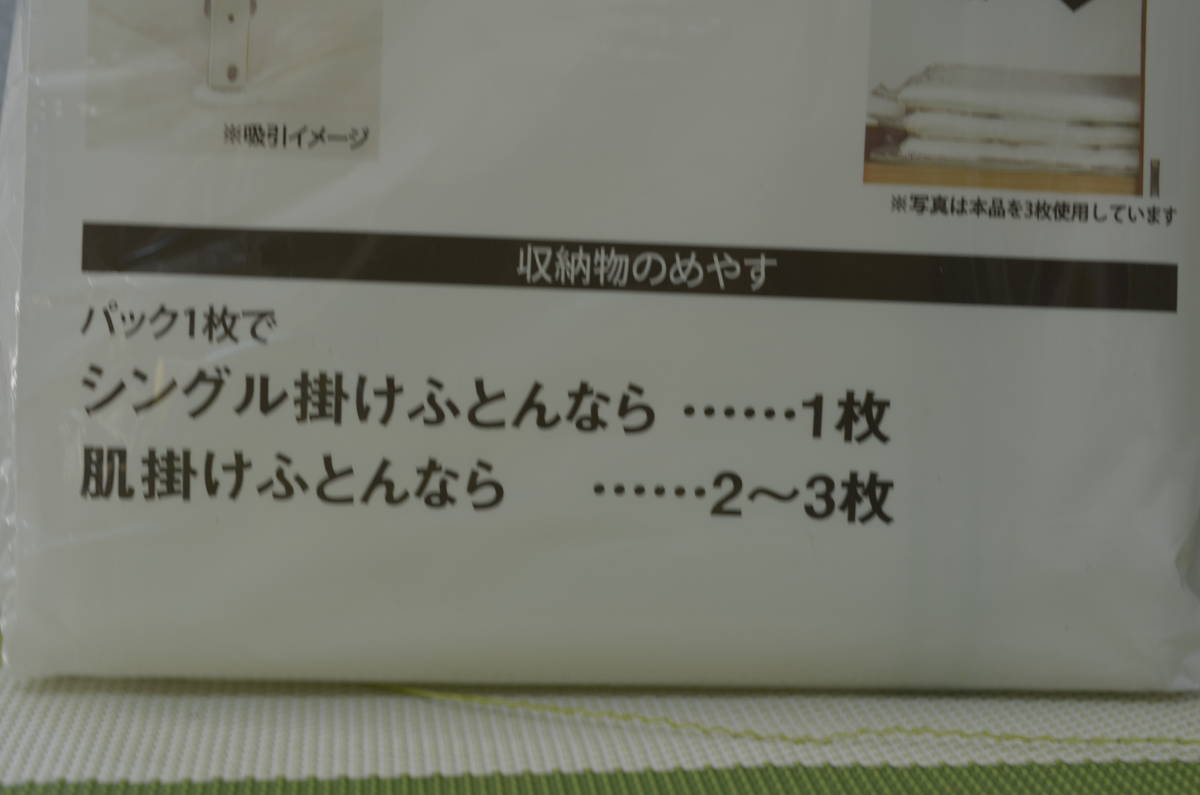 ※吸引イメージ
※写真は本品を3枚使用しています
収納物のめやす
パック1枚で
シングル掛けふとんなら ……1枚
肌掛けふとんなら ……2～3枚